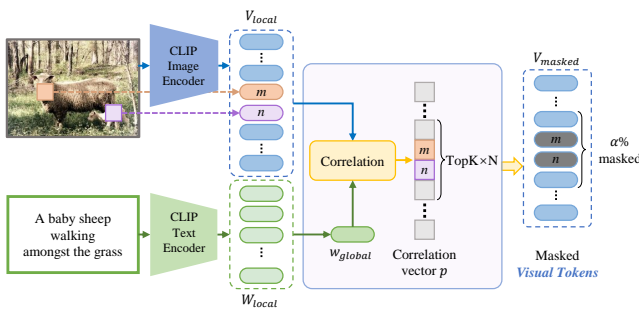 V_local
V_masked
CLIP
Image
Encoder
m
n
Correlation
m
n
TopK×N
m
n
α%
masked
A baby sheep
walking
amongst the grass
CLIP
Text
Encoder
w_global
Correlation
vector p
Masked
Visual Tokens
W_local